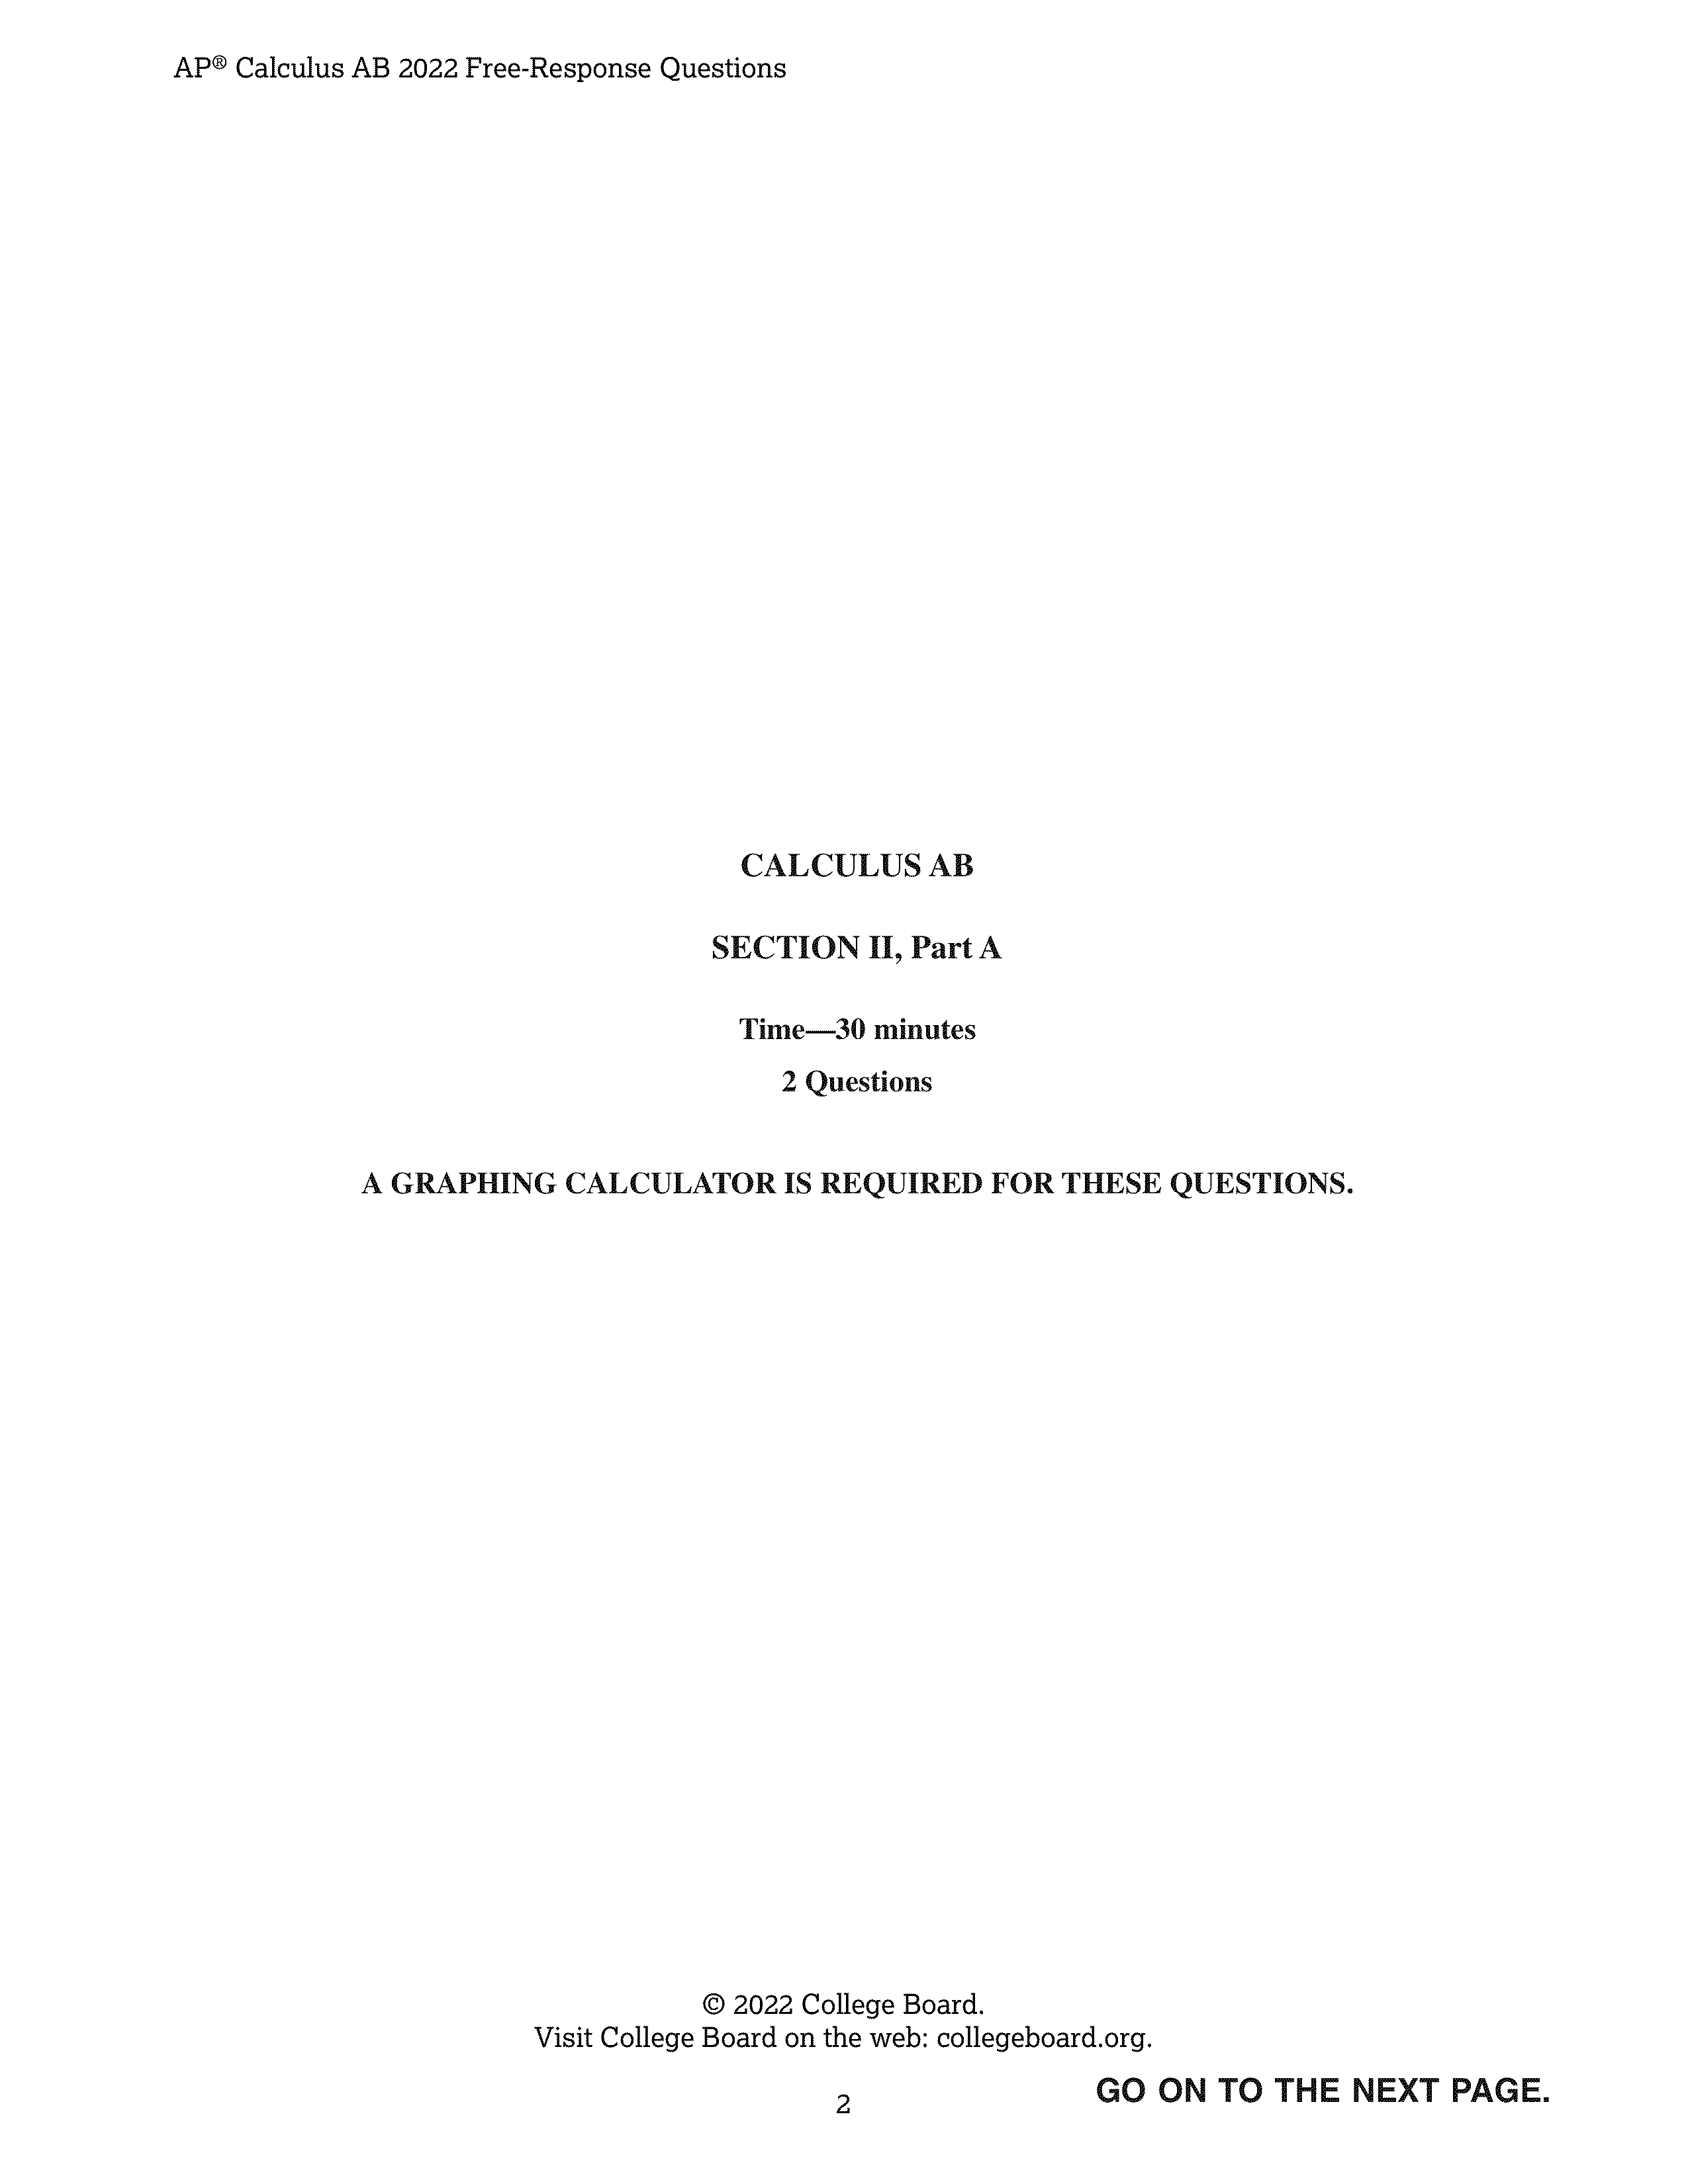 AP® Calculus AB 2022 Free-Response Questions
CALCULUS AB
SECTION II, Part A
Time—30 minutes
2 Questions
A GRAPHING CALCULATOR IS REQUIRED FOR THESE QUESTIONS.
© 2022 College Board.
Visit College Board on the web: collegeboard.org.
GO ON TO THE NEXT PAGE.
2